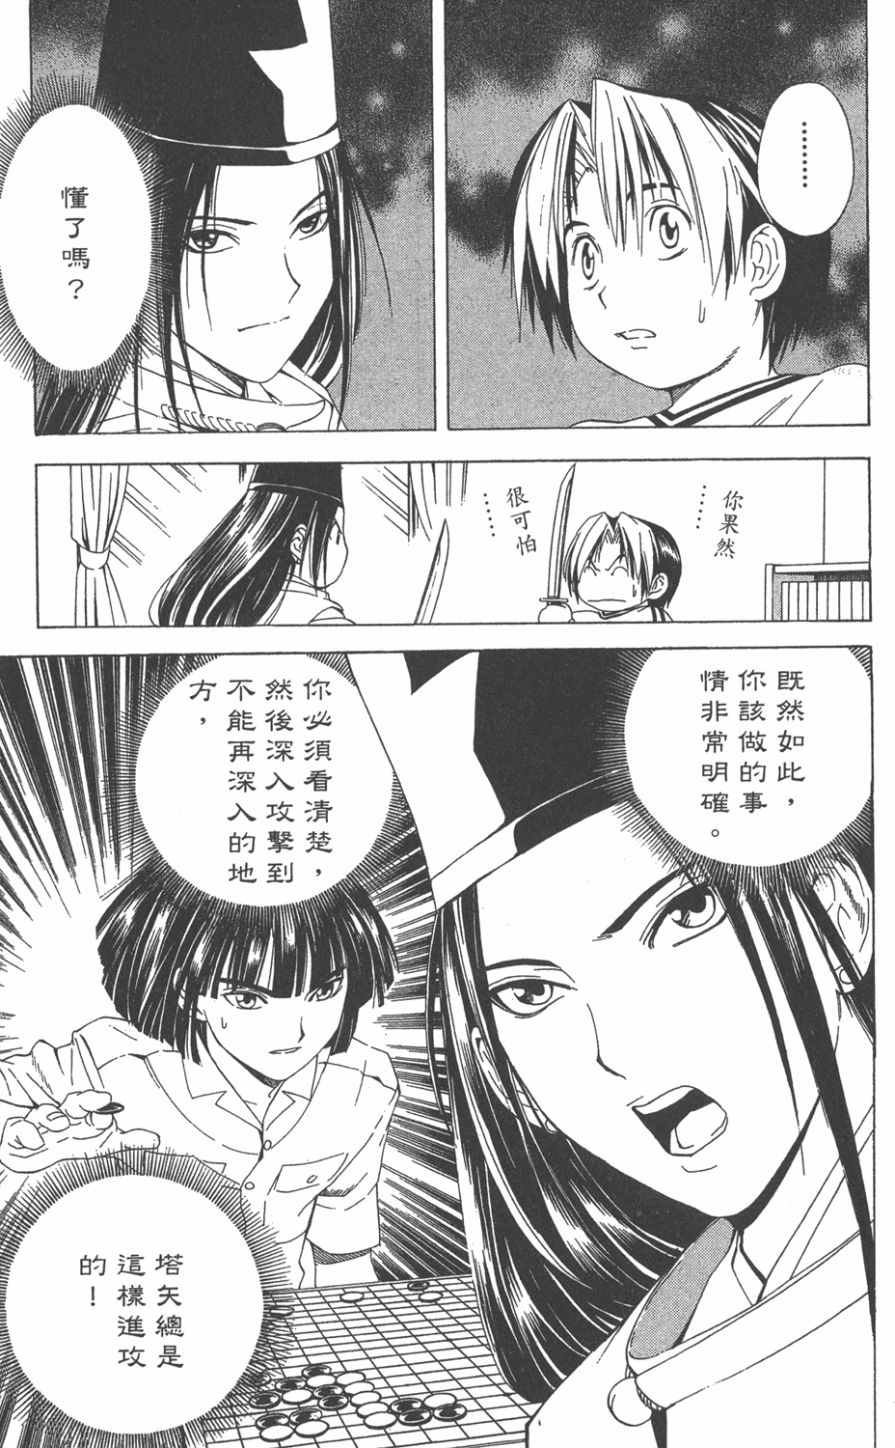 ………
懂了嗎？
你果然
……
很可怕
……
既然如此，
你該做的事
情非常明確。
你必須看清楚，
然後深入攻擊到
不能再深入的地
方，
塔矢總是
這樣進攻
的！